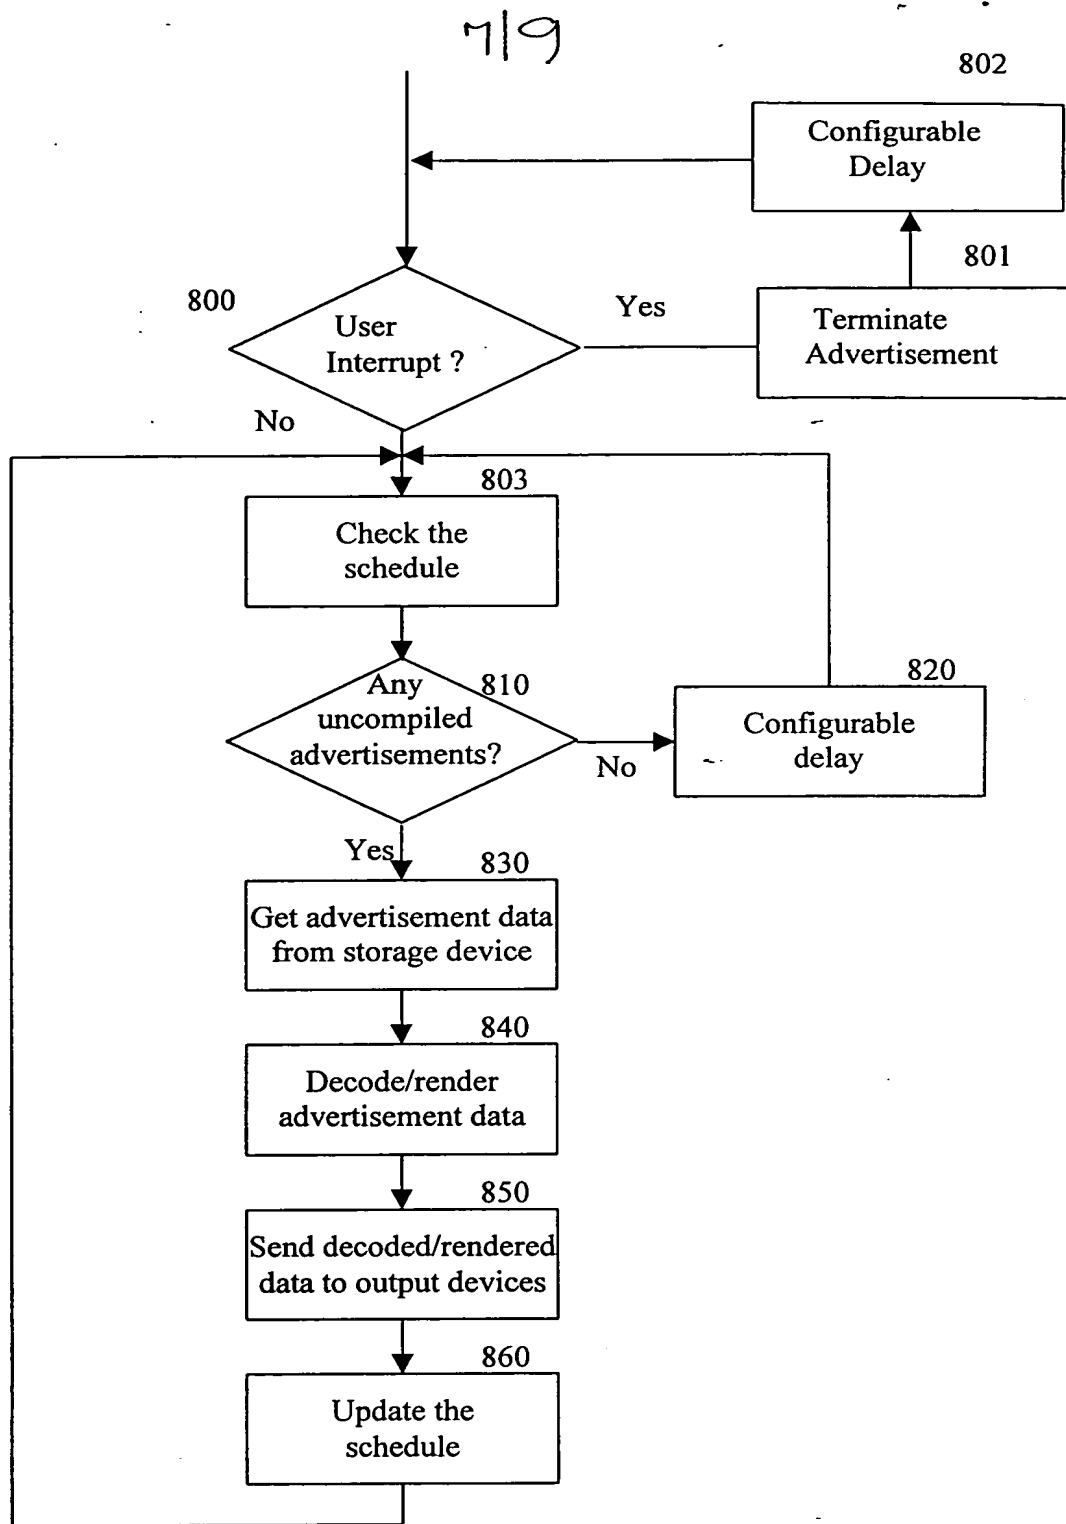 7/9
802
Configurable
Delay
801
800
Yes
User
Interrupt ?
Terminate
Advertisement
No
803
Check the
schedule
810
Any
uncompiled
advertisements?
820
Configurable
delay
No
Yes
830
Get advertisement data
from storage device
840
Decode/render
advertisement data
850
Send decoded/rendered
data to output devices
860
Update the
schedule